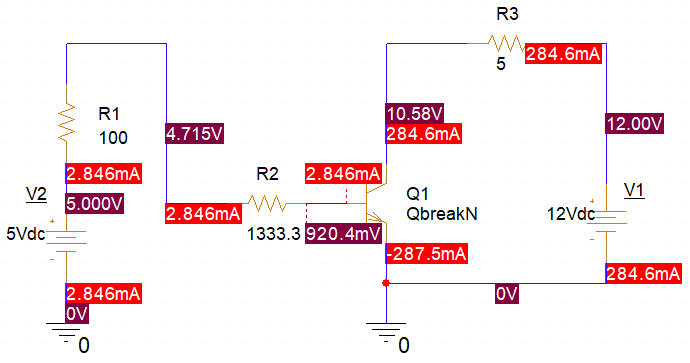 R3
284.6mA
5
R1
100
4.715V
10.58V
284.6mA
12.00V
2.846mA
R2
2.846mA
V2
5.000V
2.846mA
Q1
QbreakN
V1
5Vdc
1333.3
920.4mV
12Vdc
-287.5mA
2.846mA
0V
0V
284.6mA
0
0